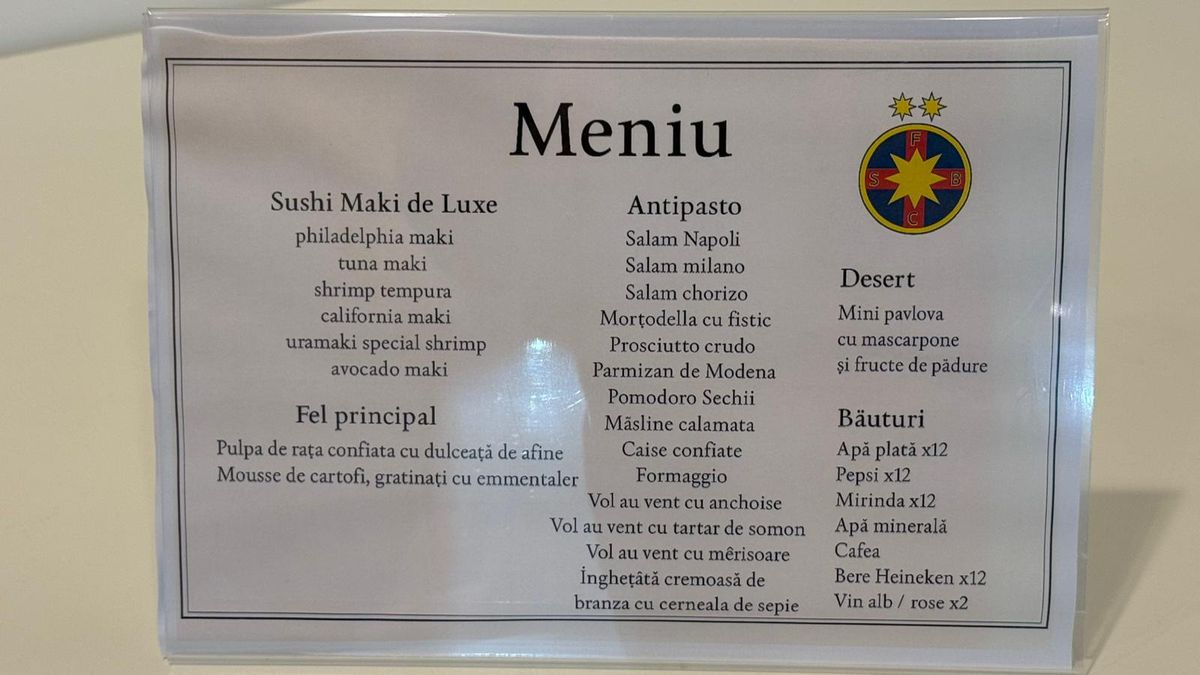 Meniu
Sushi Maki de Luxe
philadelphia maki
tuna maki
shrimp tempura
california maki
uramaki special shrimp
avocado maki
Fel principal
Pulpa de rața confiata cu dulceață de afine
Mousse de cartofi, gratinați cu emmentaler
Antipasto
Salam Napoli
Salam milano
Salam chorizo
Morțodella cu fistic
Prosciutto crudo
Parmizan de Modena
Pomodoro Sechii
Mãsline calamata
Caise confiate
Formaggio
Vol au vent cu anchoise
Vol au vent cu tartar de somon
Vol au vent cu mêrisoare
İnghețâtă cremoasă de
branza cu cerneala de sepie
F
S B
C
Desert
Mini pavolva
cu mascarpone
și fructe de pädure
Bäuturi
Apă plată x12
Pepsi x12
Mirinda x12
Apă minerală
Cafea
Bere Heineken x12
Vin alb / rose x2